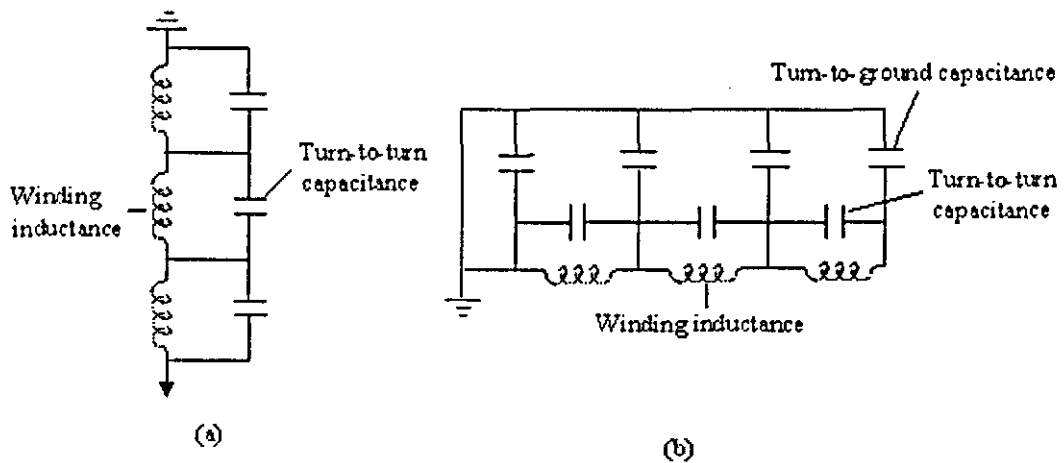 Turn-to-turn
capacitance
Winding
inductance
(a)
Turn-to-ground capacitance
Turn-to-turn
capacitance
Winding inductance
(b)